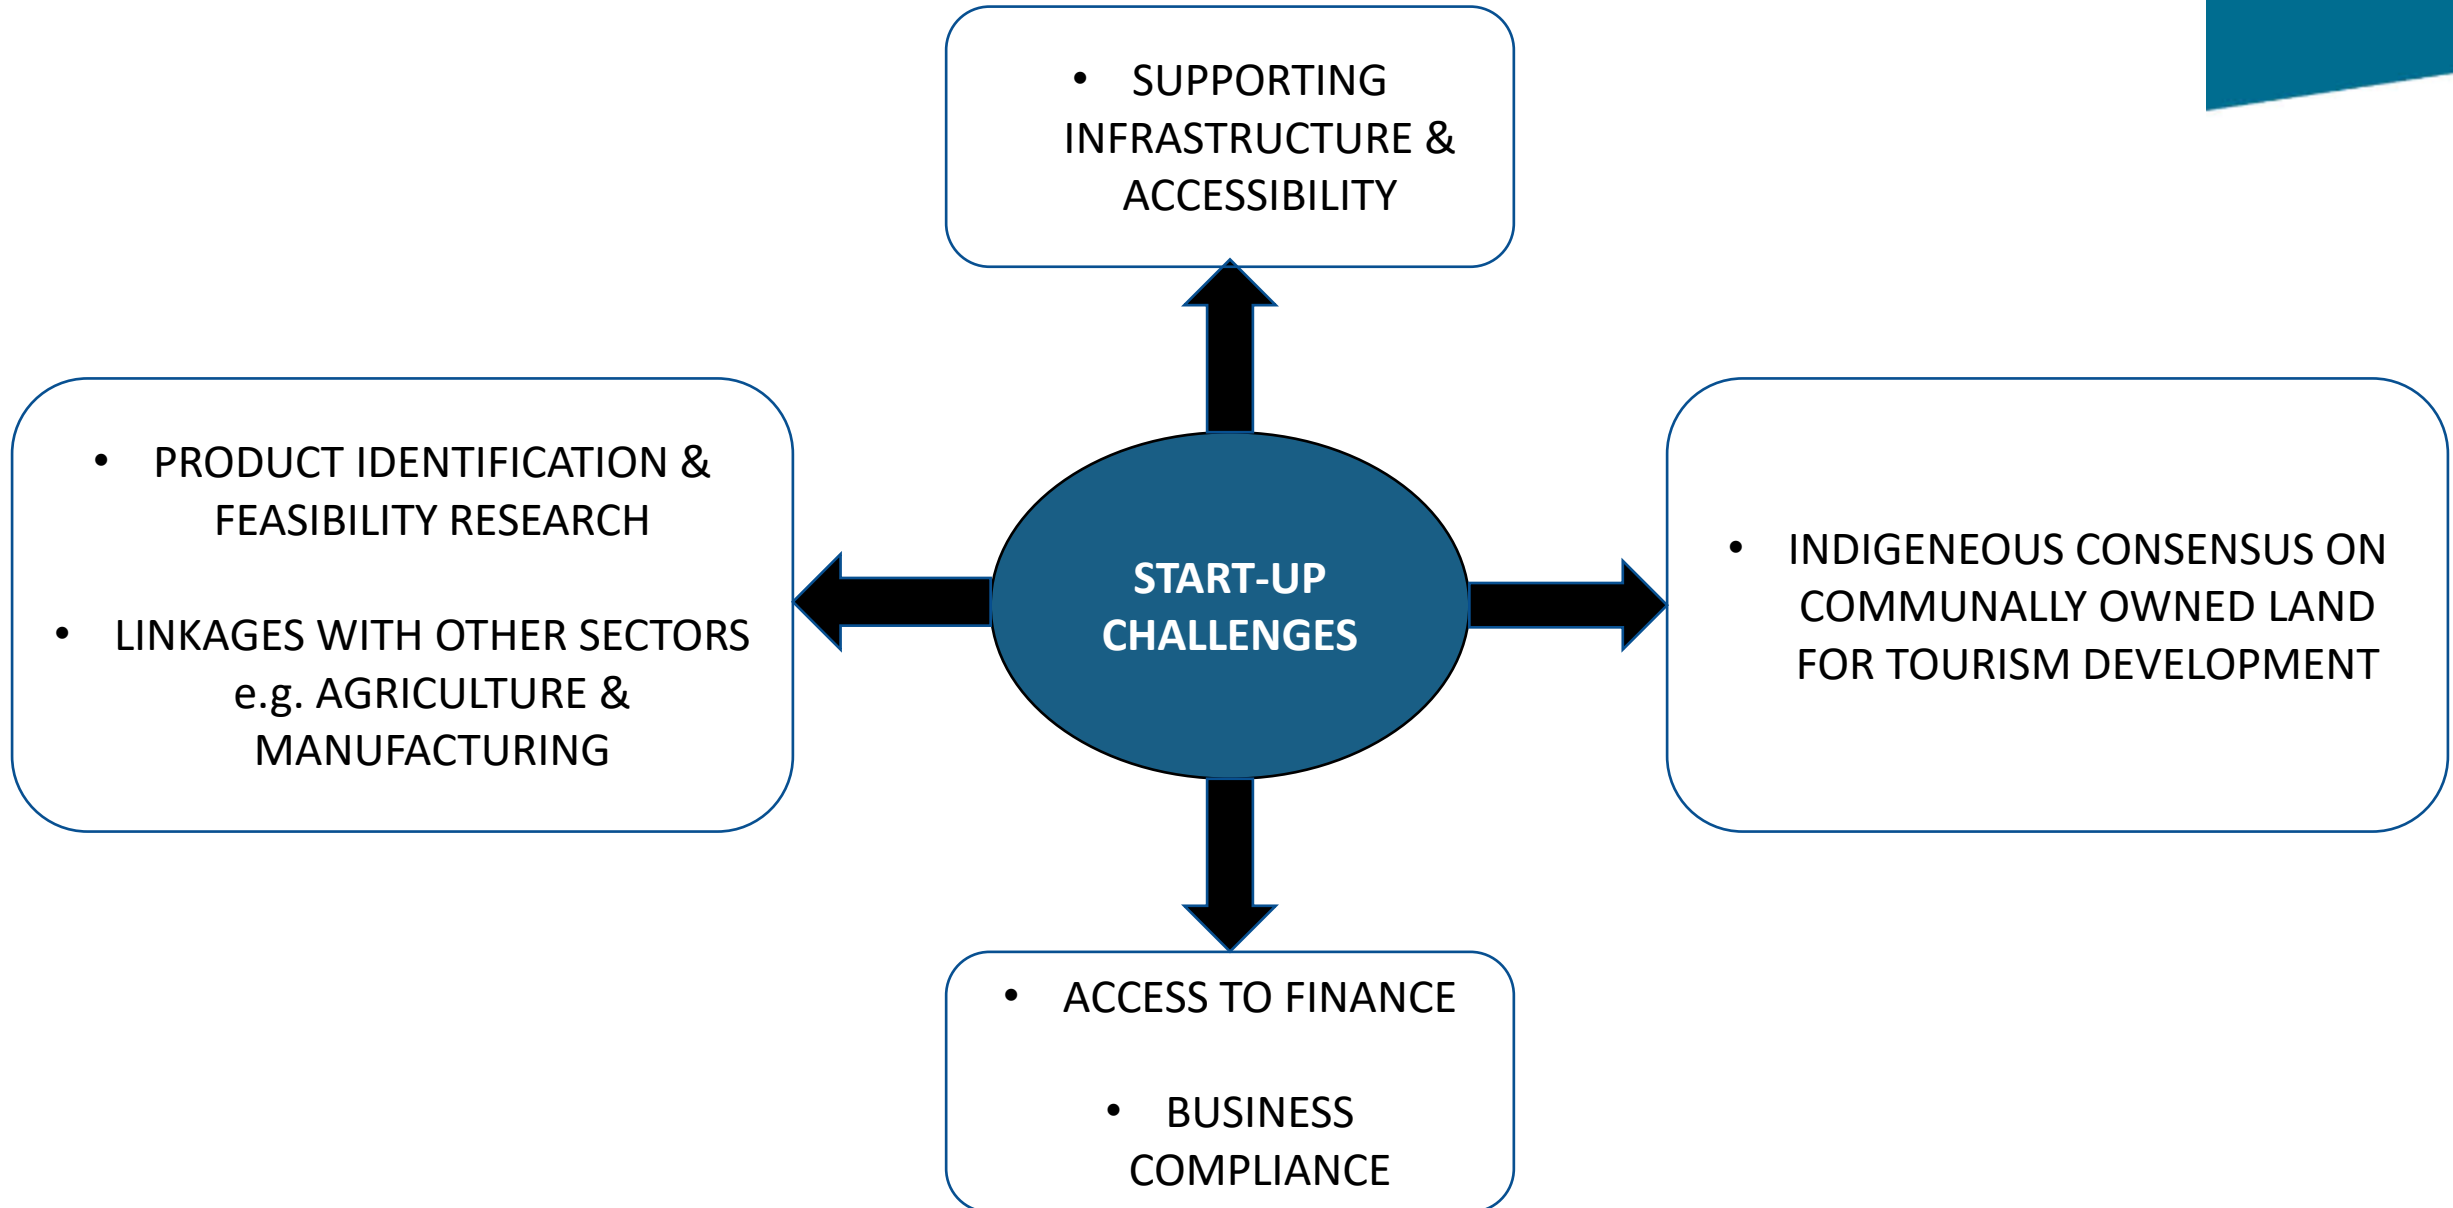 • SUPPORTING
INFRASTRUCTURE &
ACCESSIBILITY
• PRODUCT IDENTIFICATION &
FEASIBILITY RESEARCH
• LINKAGES WITH OTHER SECTORS
e.g. AGRICULTURE &
MANUFACTURING
START-UP
CHALLENGES
• INDIGENEOUS CONSENSUS ON
COMMUNALLY OWNED LAND
FOR TOURISM DEVELOPMENT
• ACCESS TO FINANCE
• BUSINESS
COMPLIANCE